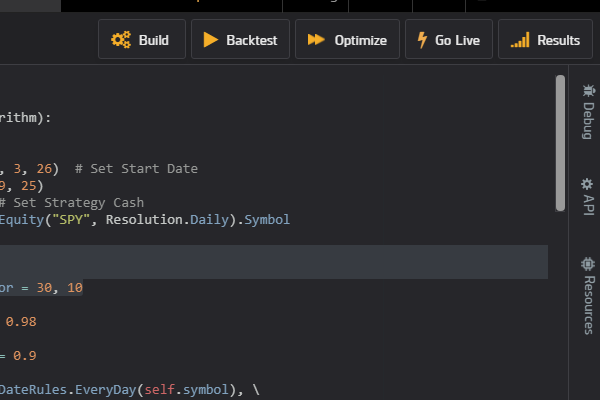 Build Backtest Optimize Go Live Results
rithm):
, 3, 26)  # Set Start Date
9, 25)
# Set Strategy Cash
Equity("SPY", Resolution.Daily).Symbol
or = 30, 10
0.98
= 0.9
DateRules.EveryDay(self.symbol), \
Debug
API
Resources